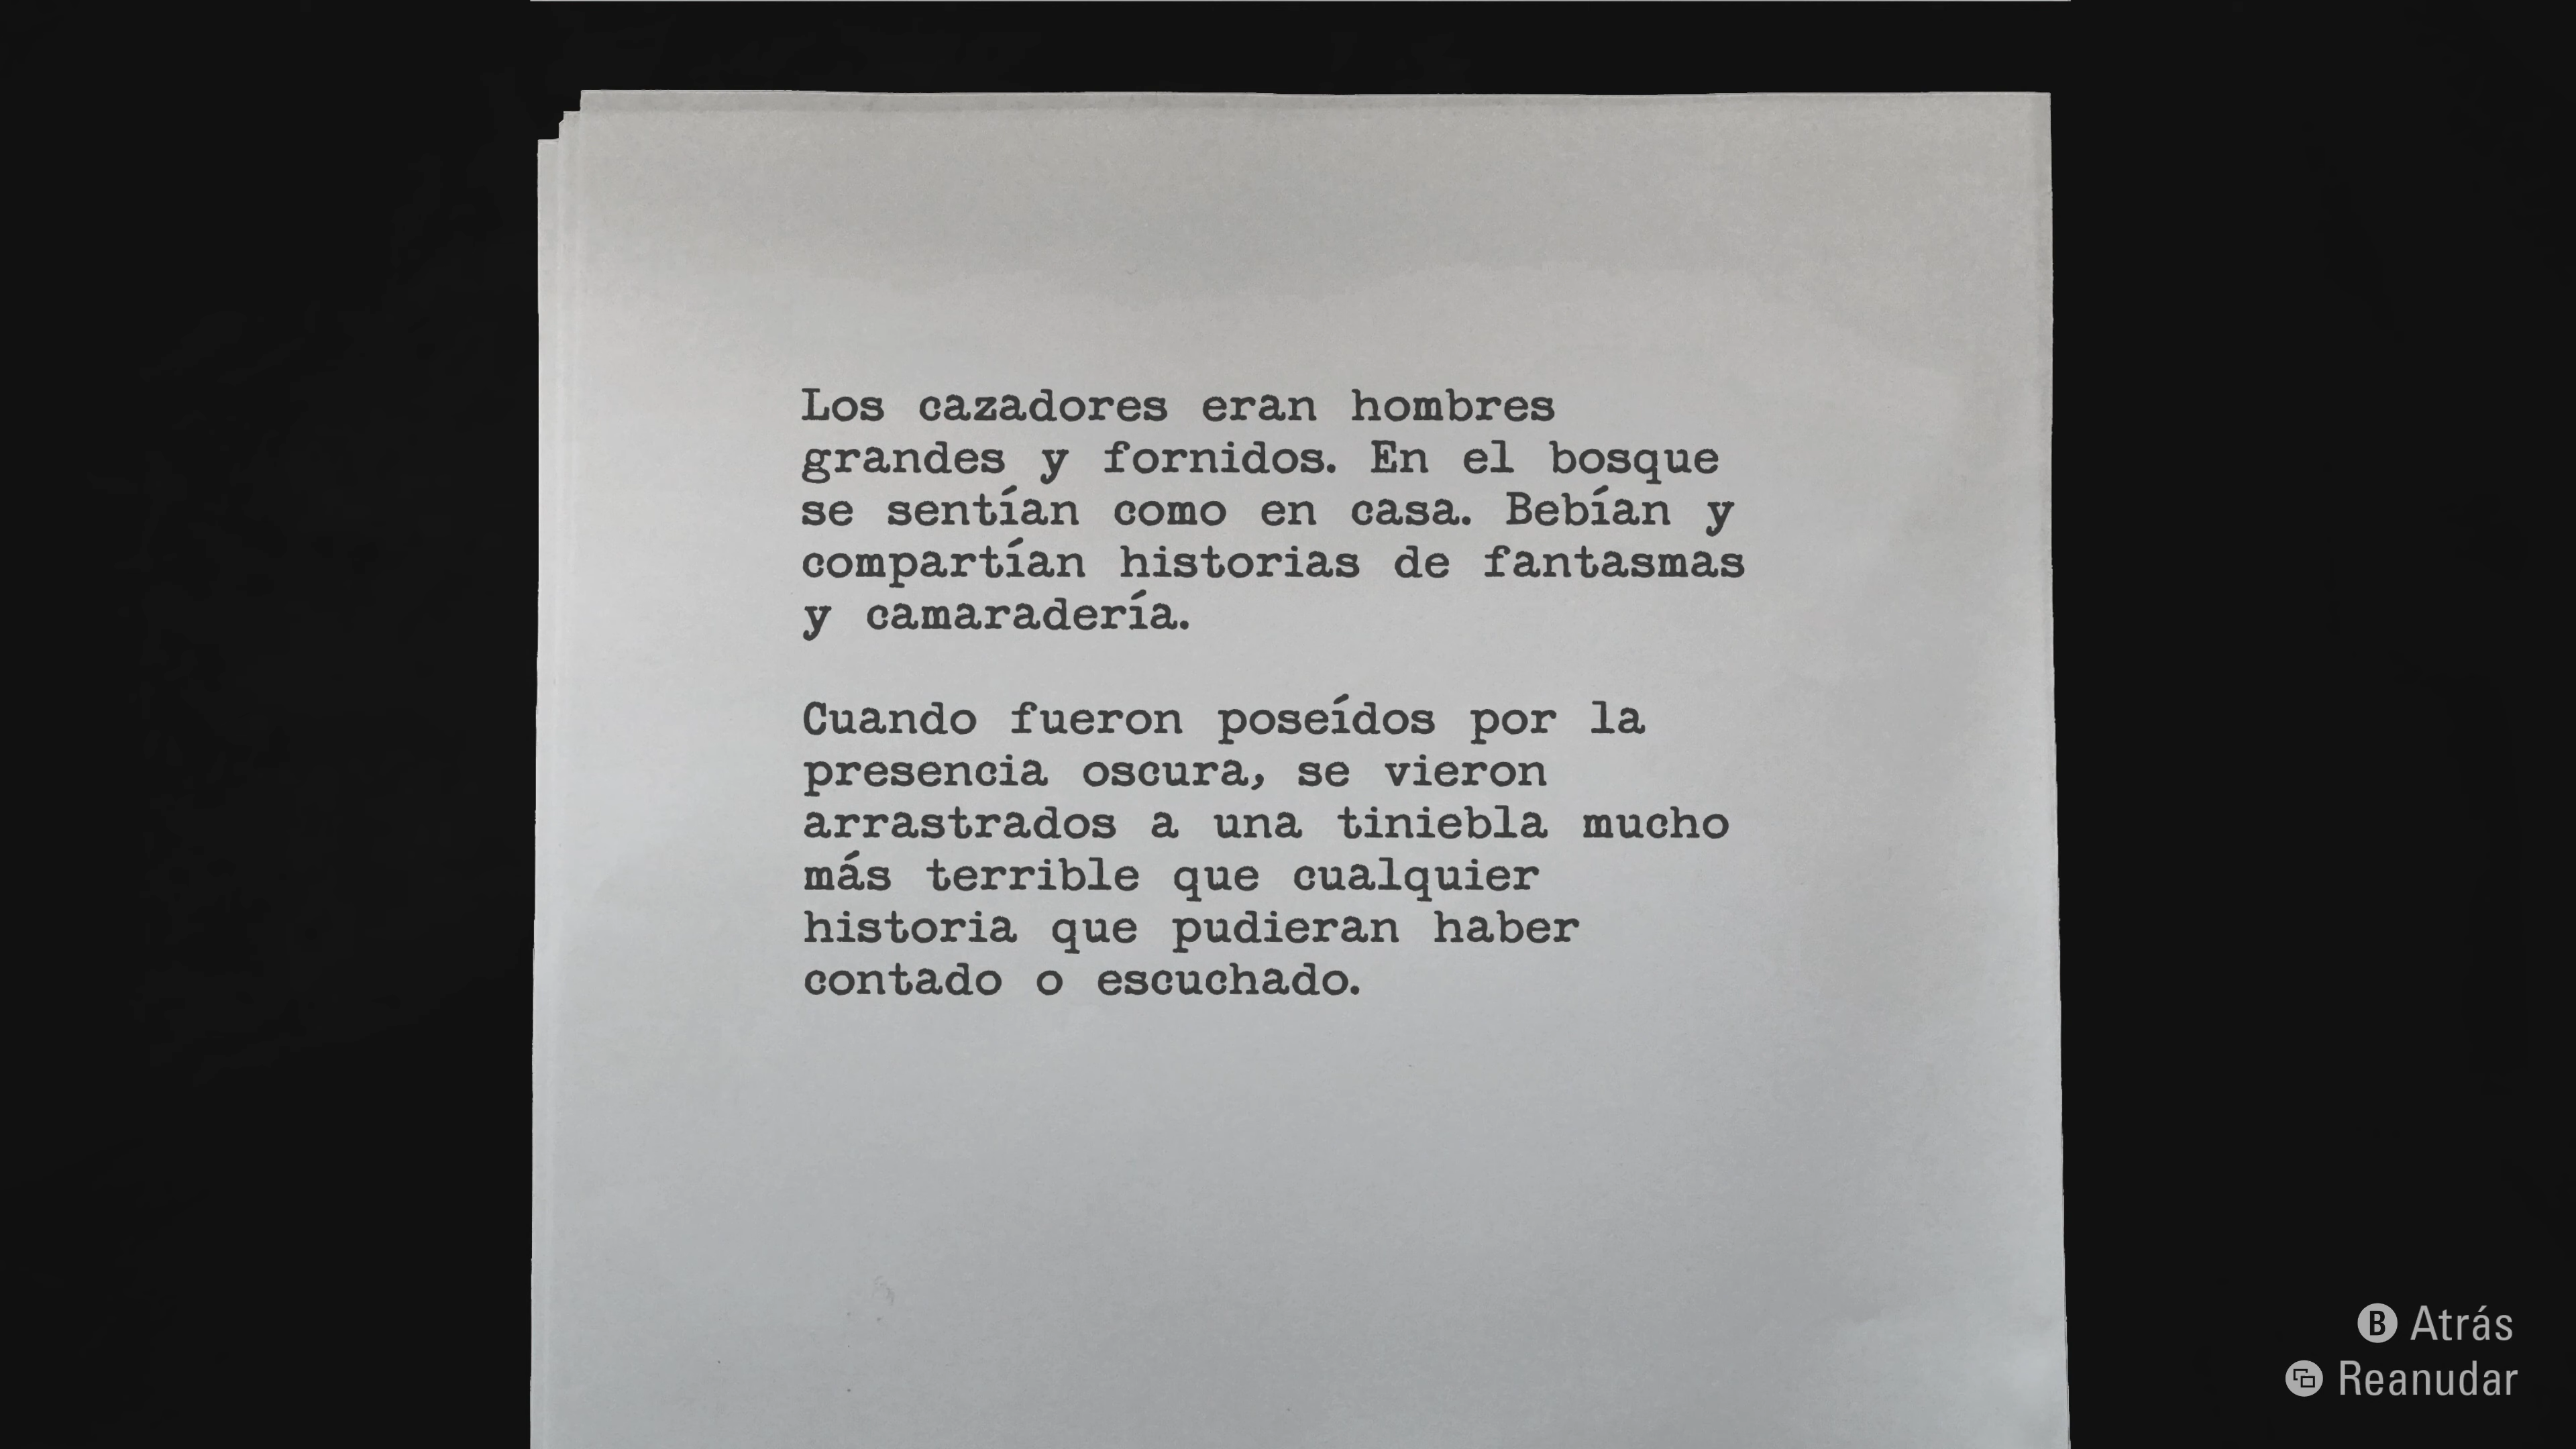 Los cazadores eran hombres
grandes y fornidos. En el bosque
se sentían como en casa. Bebían y
compartían historias de fantasmas
y camaradería.
Cuando fueron poseídos por la
presencia oscura, se vieron
arrastrados a una tiniebla mucho
más terrible que cualquier
historia que pudieran haber
contado o escuchado.
B Atrás
Reanudar